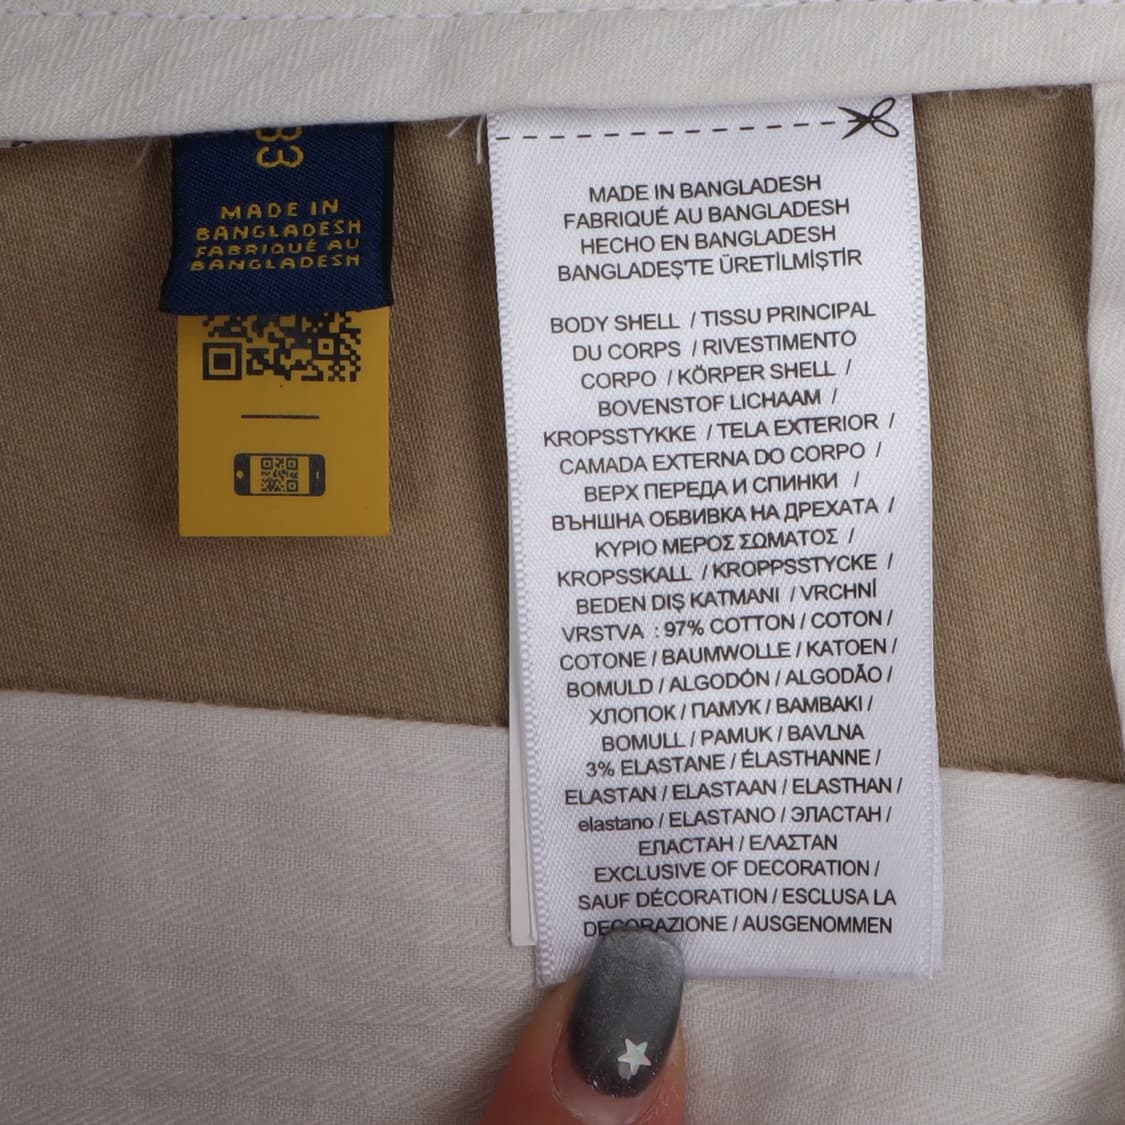 33
MADE IN
BANGLADESH
FABRIQUÉ AU
BANGLADESH
MADE IN BANGLADESH
FABRIQUÉ AU BANGLADESH
HECHO EN BANGLADESH
BANGLADEŞ'TE ÜRETİLMİŞTİR
BODY SHELL / TISSU PRINCIPAL
DU CORPS / RIVESTIMENTO
CORPO / KÖRPER SHELL /
BOVENSTOF LICHAAM /
KROPSSTYKKE / TELA EXTERIOR /
CAMADA EXTERNA DO CORPO /
ВЕРХ ПЕРЕДА И СПИНКИ /
ВЪНШНА ОБВИВКА НА ДРЕХАТА /
ΚΥΡΙΟ ΜΕΡΟΣ ΣΩΜΑΤΟΣ /
KROPSSKALL / KROPPSSTYCKE /
BEDEN DIŞ KATMANI / VRCHNÍ
VRSTVA : 97% COTTON / COTON /
COTONE / BAUMWOLLE / KATOEN /
BOMULD / ALGODÓN / ALGODÃO /
ХЛОПОК / ПАМУК / ΒΑΜΒΑΚΙ /
BOMULL / PAMUK / BAVLNA
3% ELASTANE / ÉLASTHANNE /
ELASTAN / ELASTAAN / ELASTHAN /
elastano / ELASTANO / ЭЛАСТАН /
ЕЛАСТАН / ΕΛΑΣΤΑΝ
EXCLUSIVE OF DECORATION /
SAUF DÉCORATION / ESCLUSA LA
DECORAZIONE / AUSGENOMMEN